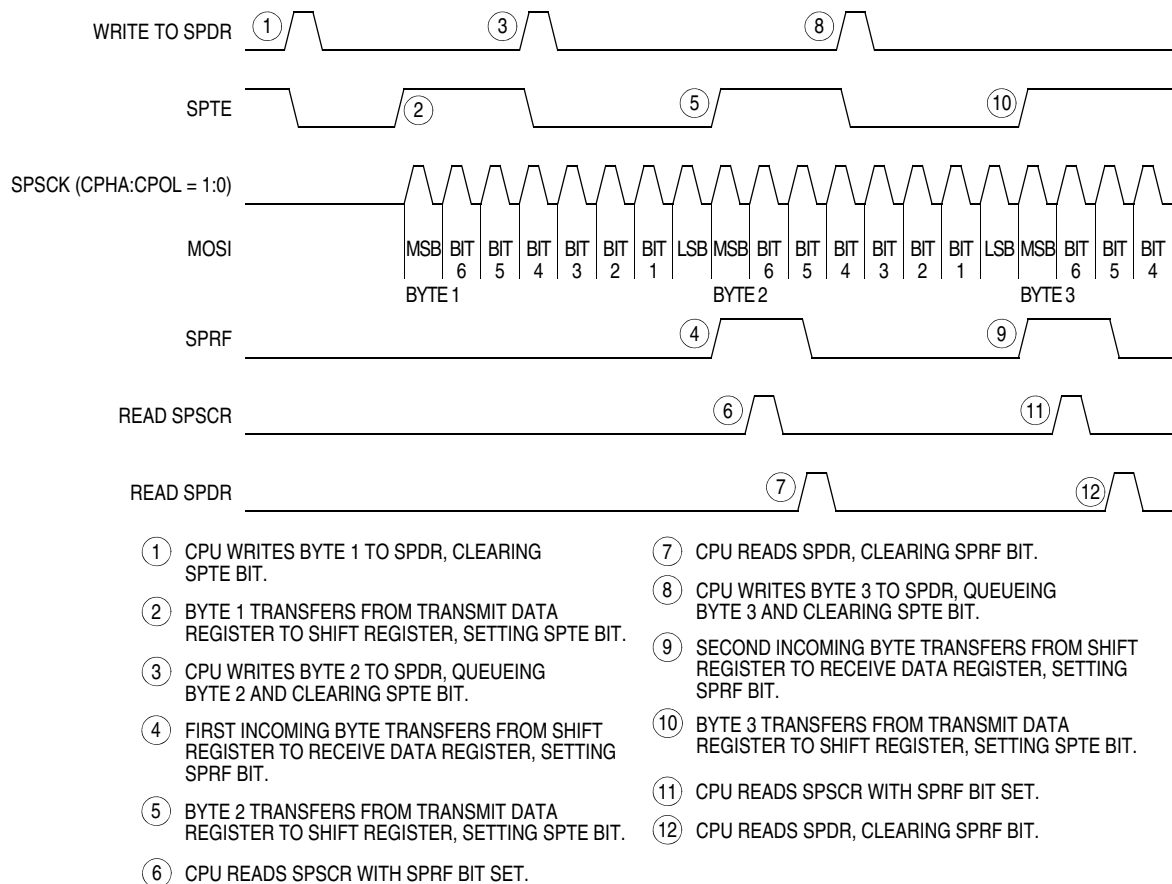 WRITE TO SPDR
1
3
8
SPTE
2
5
10
SPSCK (CPHA:CPOL = 1:0)
MOSI
MSB BIT 6 BIT 5 BIT 4 BIT 3 BIT 2 BIT 1 LSB MSB BIT 6 BIT 5 BIT 4 BIT 3 BIT 2 BIT 1 LSB MSB BIT 6 BIT 5 BIT 4
BYTE 1
BYTE 2
BYTE 3
SPRF
4
9
READ SPSCR
6
11
READ SPDR
7
12
1 CPU WRITES BYTE 1 TO SPDR, CLEARING
SPTE BIT.
2 BYTE 1 TRANSFERS FROM TRANSMIT DATA
REGISTER TO SHIFT REGISTER, SETTING SPTE BIT.
3 CPU WRITES BYTE 2 TO SPDR, QUEUEING
BYTE 2 AND CLEARING SPTE BIT.
4 FIRST INCOMING BYTE TRANSFERS FROM SHIFT
REGISTER TO RECEIVE DATA REGISTER, SETTING
SPRF BIT.
5 BYTE 2 TRANSFERS FROM TRANSMIT DATA
REGISTER TO SHIFT REGISTER, SETTING SPTE BIT.
6 CPU READS SPSCR WITH SPRF BIT SET.
7 CPU READS SPDR, CLEARING SPRF BIT.
8 CPU WRITES BYTE 3 TO SPDR, QUEUEING
BYTE 3 AND CLEARING SPTE BIT.
9 SECOND INCOMING BYTE TRANSFERS FROM SHIFT
REGISTER TO RECEIVE DATA REGISTER, SETTING
SPRF BIT.
10 BYTE 3 TRANSFERS FROM TRANSMIT DATA
REGISTER TO SHIFT REGISTER, SETTING SPTE BIT.
11 CPU READS SPSCR WITH SPRF BIT SET.
12 CPU READS SPDR, CLEARING SPRF BIT.